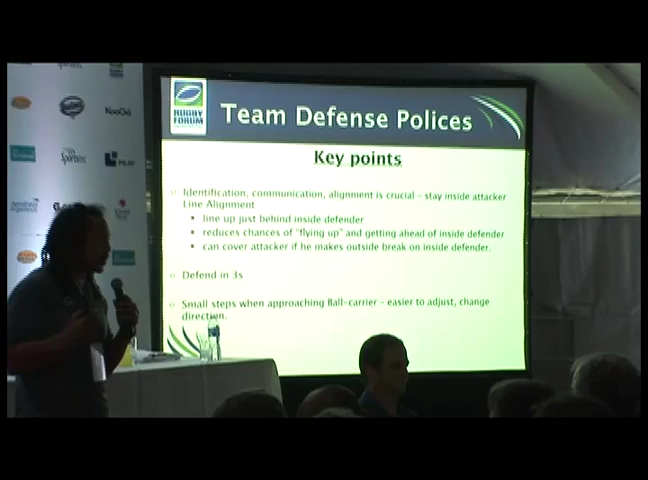 RUGBY
FORUM
Team Defense Polices
Key points
Identification, communication, alignment is crucial - stay inside attacker
Line Alignment
line up just behind inside defender
reduces chances of "flying up" and getting ahead of inside defender
can cover attacker if he makes outside break on inside defender.
Defend in 3s
Small steps when approaching Ball-carrier - easier to adjust, change
direction.
KooGa